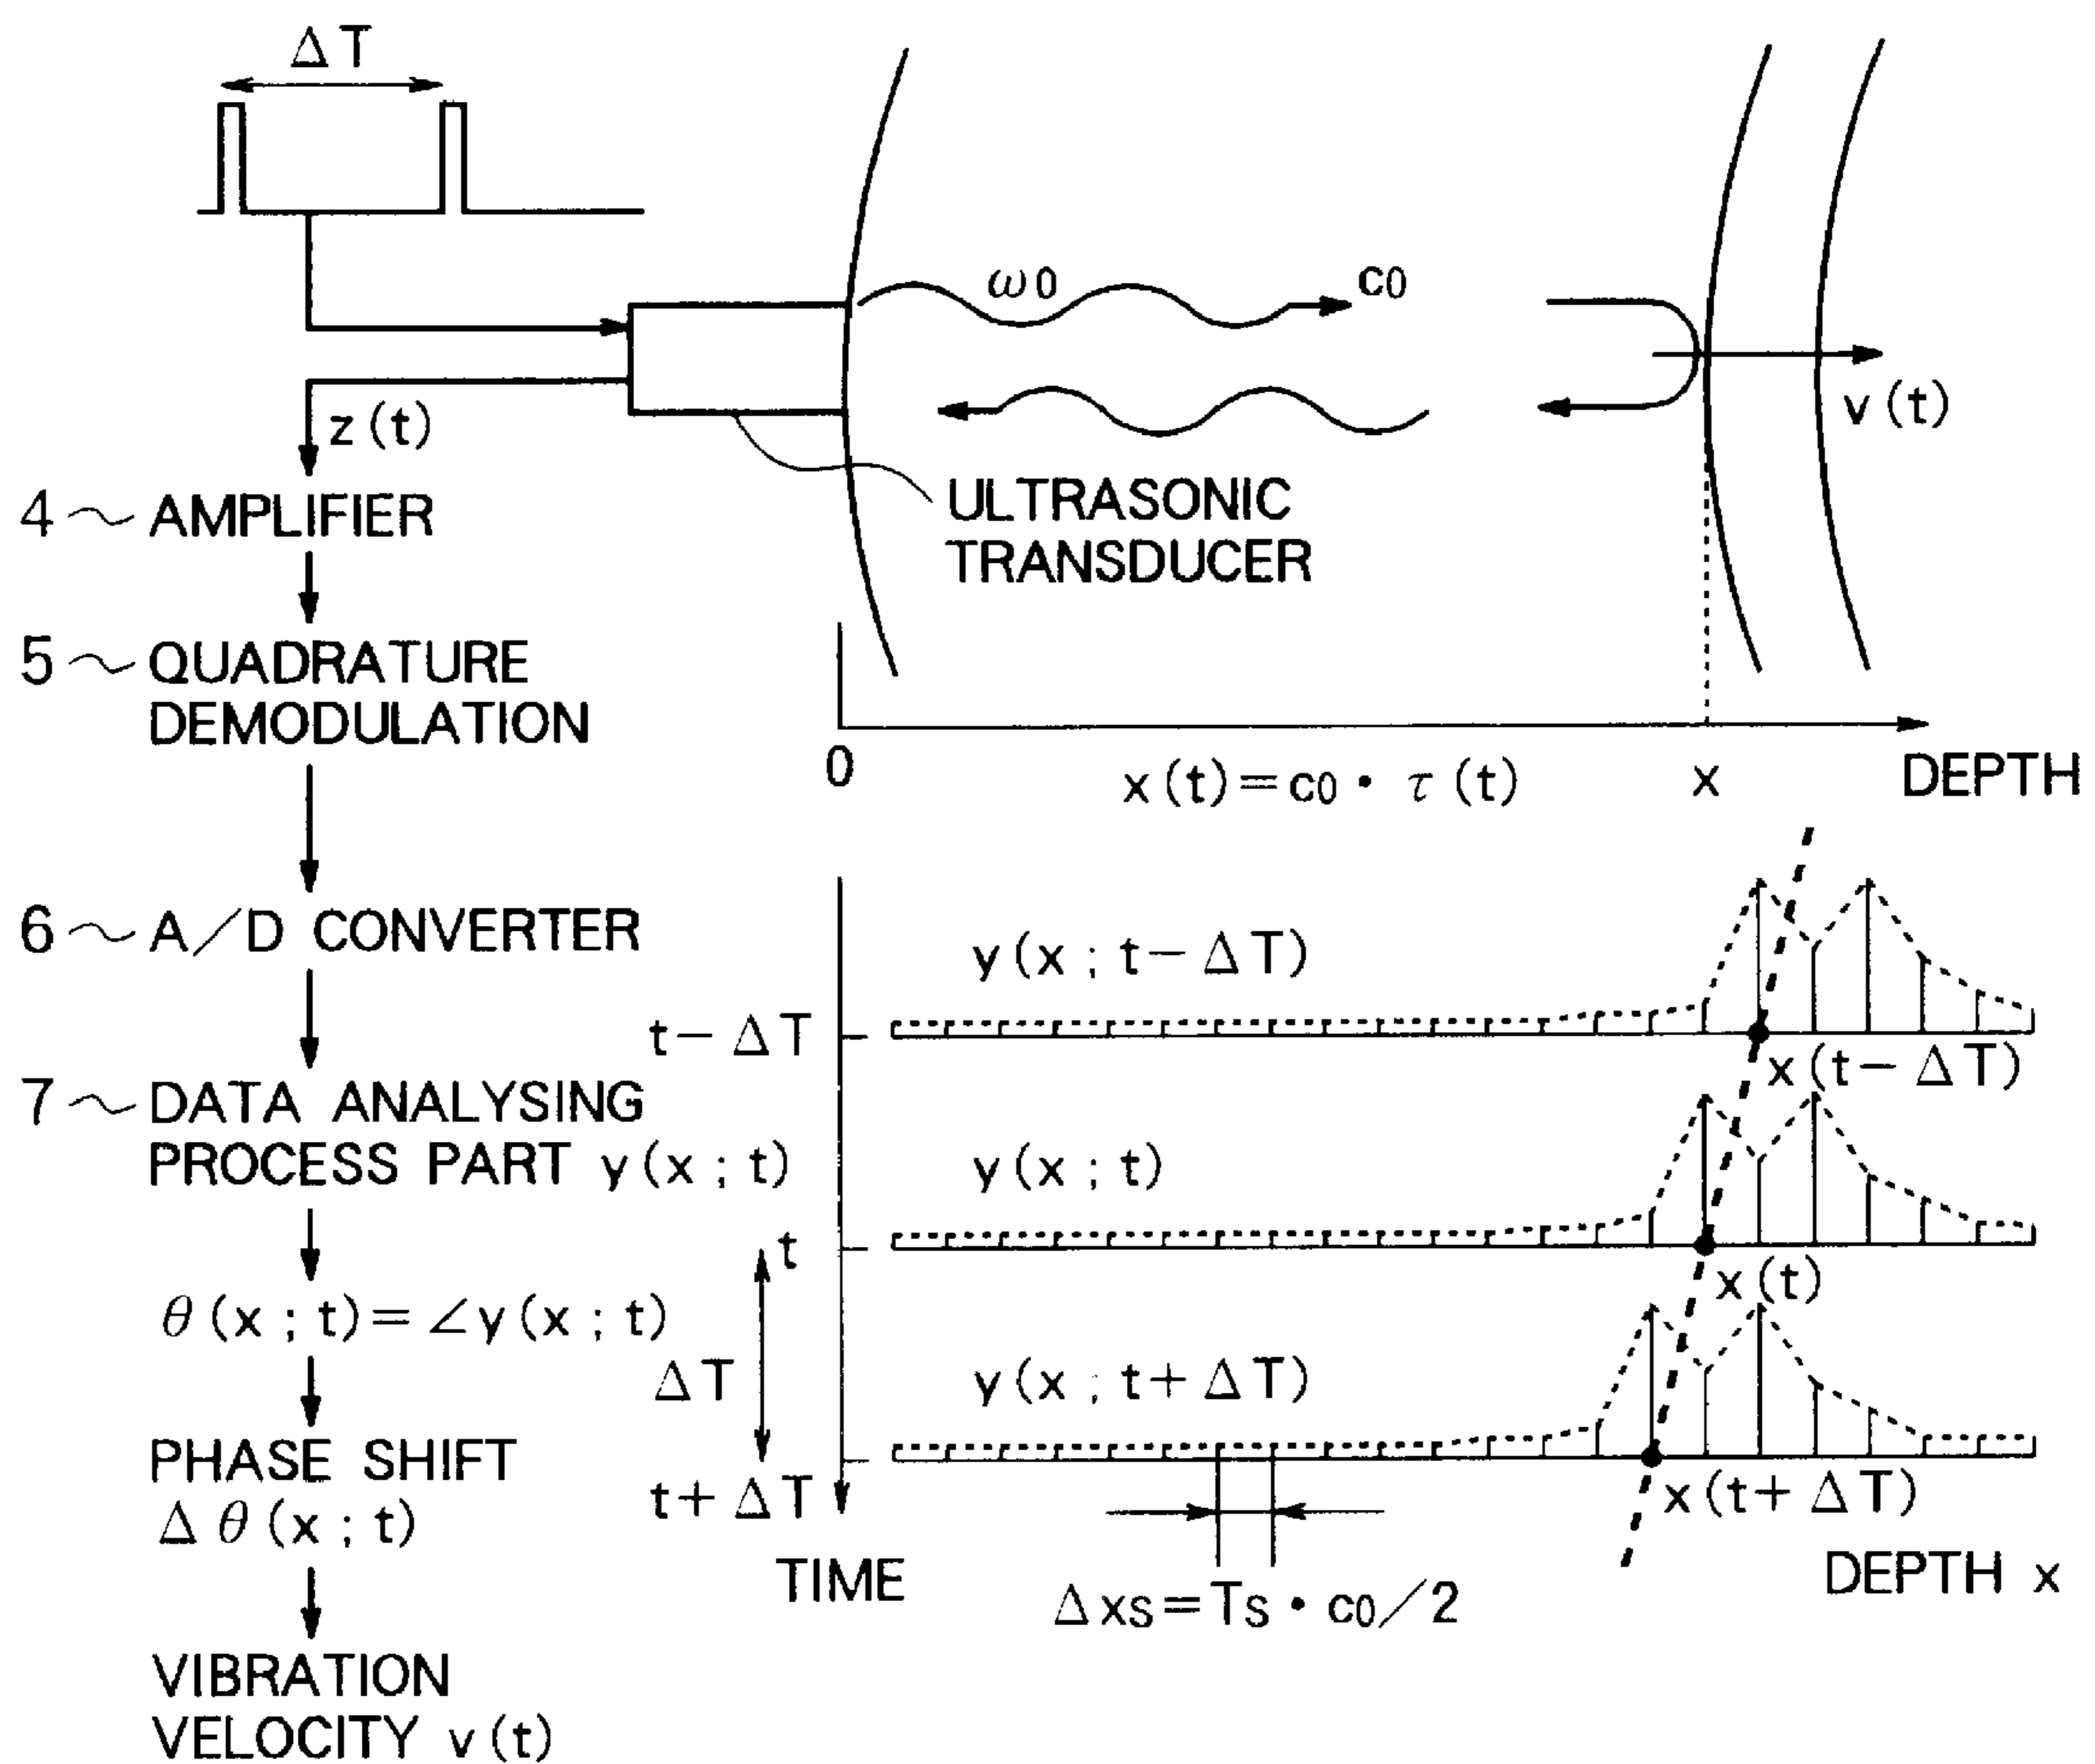 ΔT
ω0
c0
v(t)
z(t)
ULTRASONIC
TRANSDUCER
4 ~ AMPLIFIER
5 ~ QUADRATURE
DEMODULATION
0
x(t)=c0・τ(t)
x
DEPTH
6 ~ A/D CONVERTER
y(x;t-ΔT)
t-ΔT
x(t-ΔT)
7 ~ DATA ANALYSING
PROCESS PART y(x;t)
y(x;t)
t
x(t)
θ(x;t)=∠y(x;t)
ΔT
y(x;t+ΔT)
PHASE SHIFT
Δθ(x;t)
t+ΔT
x(t+ΔT)
TIME
ΔxS=TS・c0/2
DEPTH x
VIBRATION
VELOCITY v(t)